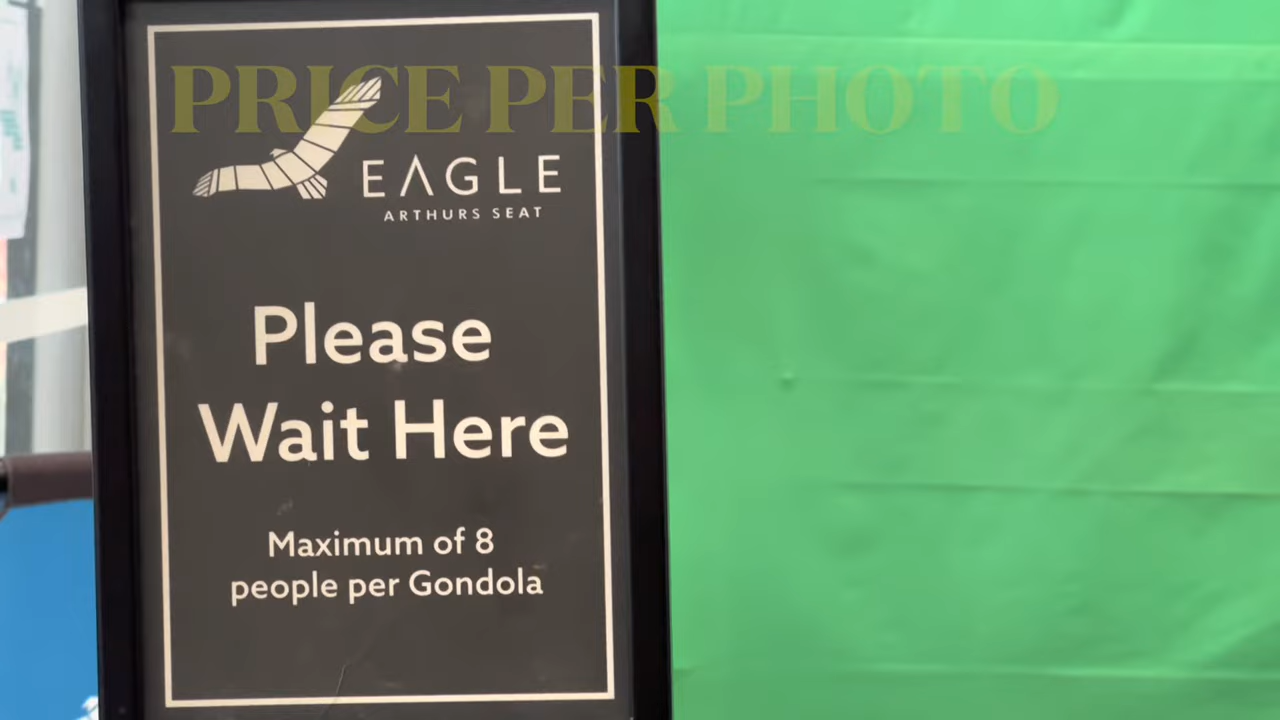 PRICE PER PHOTO
EAGLE
ARTHURS SEAT
Please
Wait Here
Maximum of 8
people per Gondola